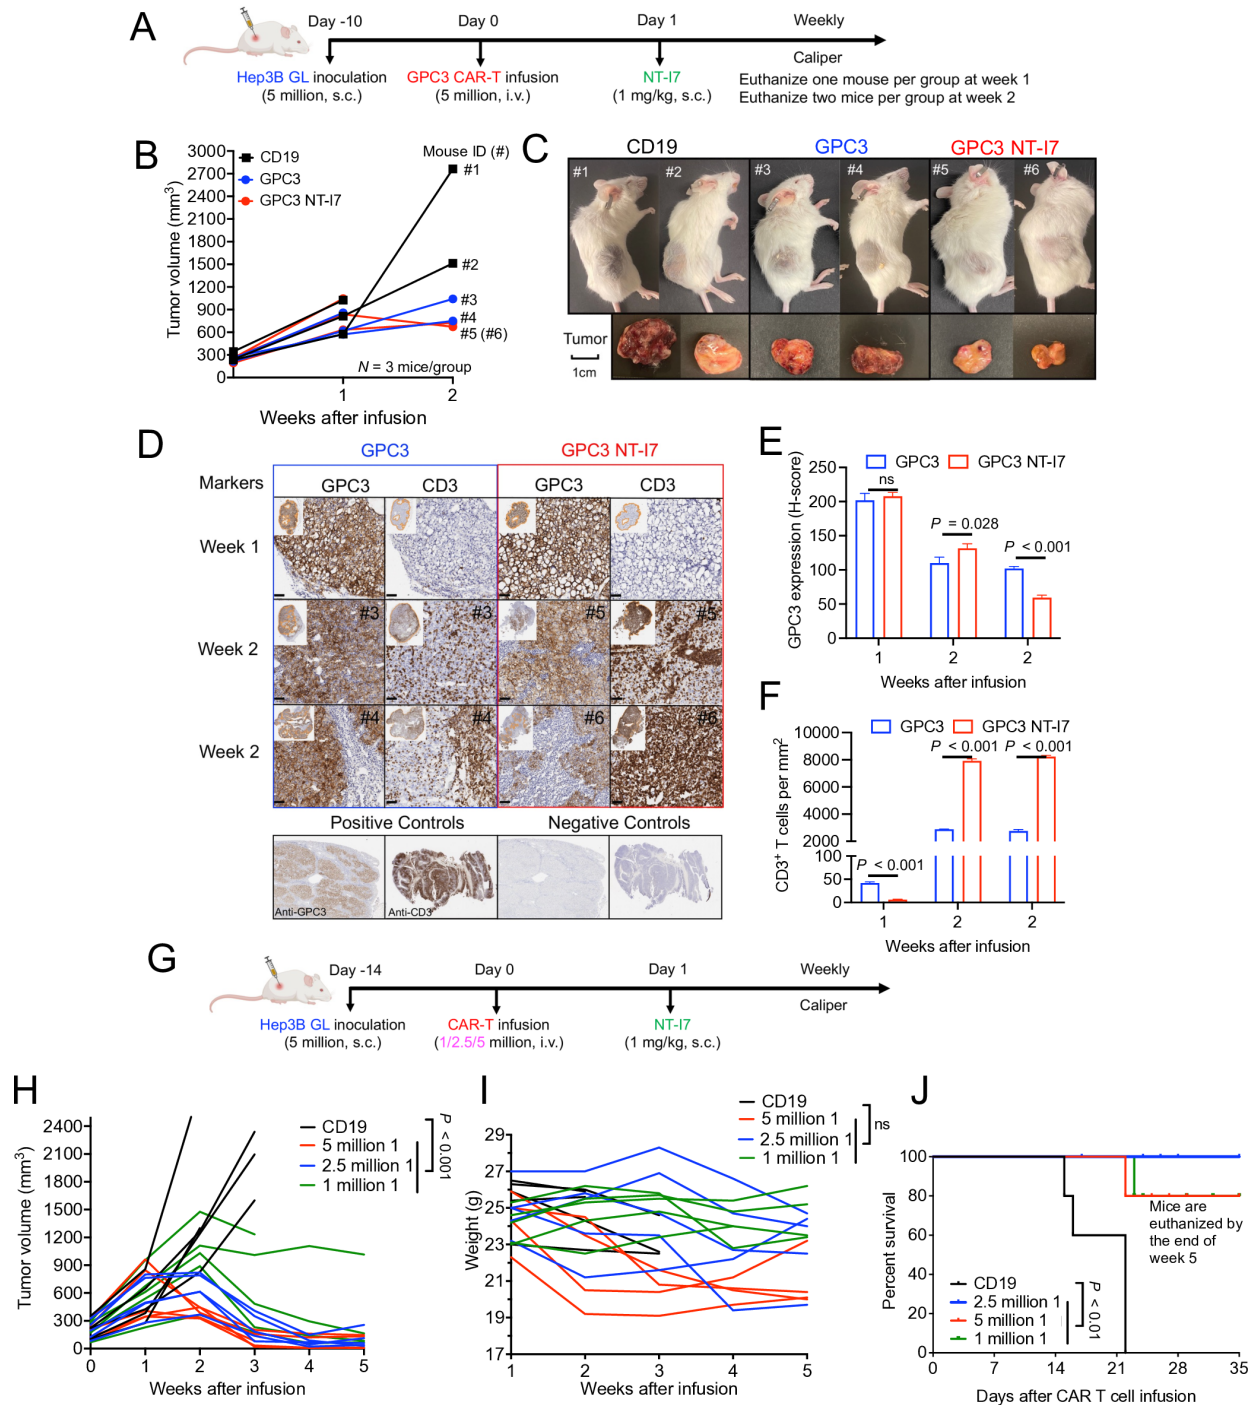 A
Day -10
Day 0
Day 1
Weekly
Hep3B GL inoculation
(5 million, s.c.)
GPC3 CAR-T infusion
(5 million, i.v.)
NT-I7
(1 mg/kg, s.c.)
Caliper
Euthanize one mouse per group at week 1
Euthanize two mice per group at week 2
B
Tumor volume (mm³)
3000
2700
2400
2100
1800
1500
1200
900
600
300
0
CD19
GPC3
GPC3 NT-I7
Mouse ID (#)
#1
#2
#3
#4
#5 (#6)
N = 3 mice/group
1
2
Weeks after infusion
C
CD19
GPC3
GPC3 NT-I7
#1
#2
#3
#4
#5
#6
Tumor
1cm
D
GPC3
GPC3 NT-I7
Markers
GPC3
CD3
GPC3
CD3
Week 1
Week 2
#3
#3
#5
#5
Week 2
#4
#4
#6
#6
Positive Controls
Negative Controls
Anti-GPC3
Anti-CD3
E
GPC3 expression (H-score)
250
200
150
100
50
0
GPC3
GPC3 NT-I7
ns
P = 0.028
P < 0.001
1
2
2
Weeks after infusion
F
CD3+ T cells per mm²
10000
8000
6000
4000
2000
100
50
0
GPC3
GPC3 NT-I7
P < 0.001
P < 0.001
P < 0.001
1
2
2
Weeks after infusion
G
Day -14
Day 0
Day 1
Weekly
Hep3B GL inoculation
(5 million, s.c.)
CAR-T infusion
(1/2.5/5 million, i.v.)
NT-I7
(1 mg/kg, s.c.)
Caliper
H
Tumor volume (mm³)
2400
2100
1800
1500
1200
900
600
300
0
CD19
5 million 1
2.5 million 1
1 million 1
P < 0.001
0
1
2
3
4
5
Weeks after infusion
I
Weight (g)
29
27
25
23
21
19
17
CD19
5 million 1
2.5 million 1
1 million 1
ns
1
2
3
4
5
Weeks after infusion
J
Percent survival
100
80
60
40
20
0
Mice are
euthanized by
the end of
week 5
CD19
2.5 million 1
5 million 1
1 million 1
P < 0.01
0
7
14
21
28
35
Days after CAR T cell infusion